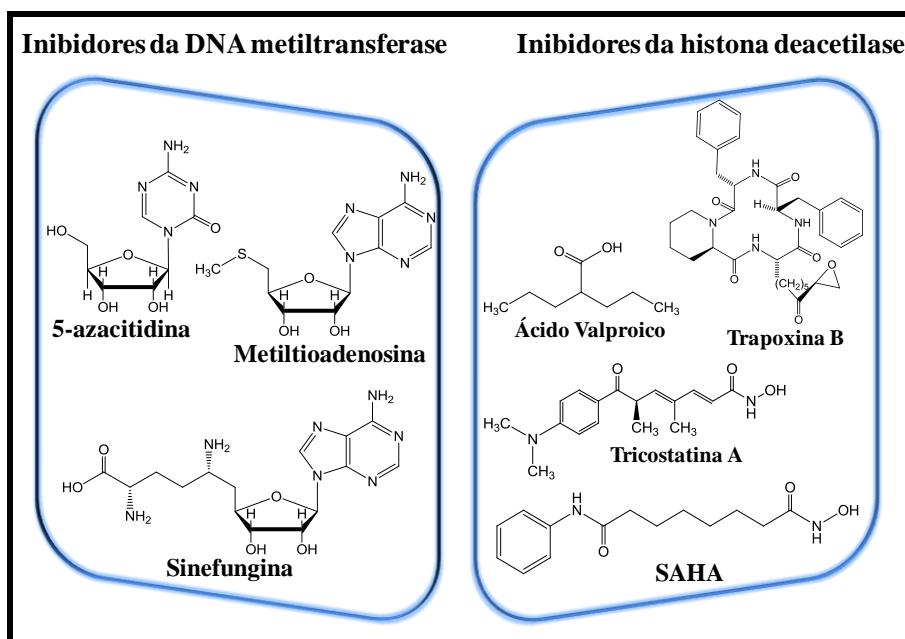 Inibidores da DNA metiltransferase
Inibidores da histona deacetilase
NH2
N
N
N
O
HO
O
H
H
H
H
OH
OH
5-azacitidina
NH2
N
N
N
N
S
H3C
O
H
H
H
H
OH
OH
Metiltioadenosina
NH2
N
N
N
N
O
NH2
HO
NH2
O
H
H
H
H
OH
OH
Sinefungina
O
OH
H3C
CH3
Ácido Valproico
H
N
O
O
N
H
NH
H
N
O
O
(CH2)5
O
O
Trapoxina B
O
O
N
H
OH
CH3
CH3
H3C
N
CH3
Tricostatina A
H
N
O
O
N
H
OH
SAHA